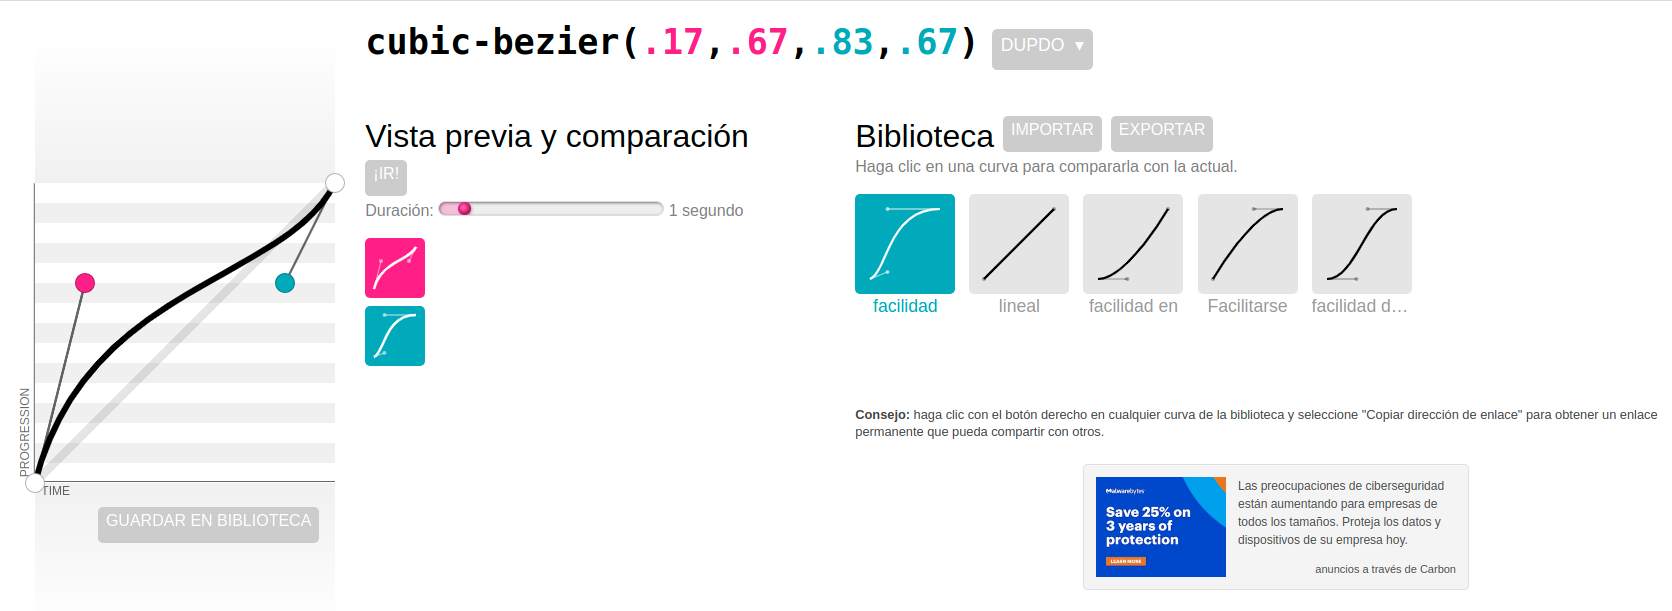 cubic-bezier(.17,.67,.83,.67)
DUPDO ▼
Vista previa y comparación
¡IR!
Duración:
1 segundo
Biblioteca
IMPORTAR
EXPORTAR
Haga clic en una curva para compararla con la actual.
facilidad
lineal
facilidad en
Facilitarse
facilidad d…
PROGRESSION
TIME
GUARDAR EN BIBLIOTECA
Consejo: haga clic con el botón derecho en cualquier curva de la biblioteca y seleccione "Copiar dirección de enlace" para obtener un enlace
permanente que pueda compartir con otros.
Malwarebytes
Save 25% on
3 years of
protection
LEARN MORE
Las preocupaciones de ciberseguridad
están aumentando para empresas de
todos los tamaños. Proteja los datos y
dispositivos de su empresa hoy.
anuncios a través de Carbon